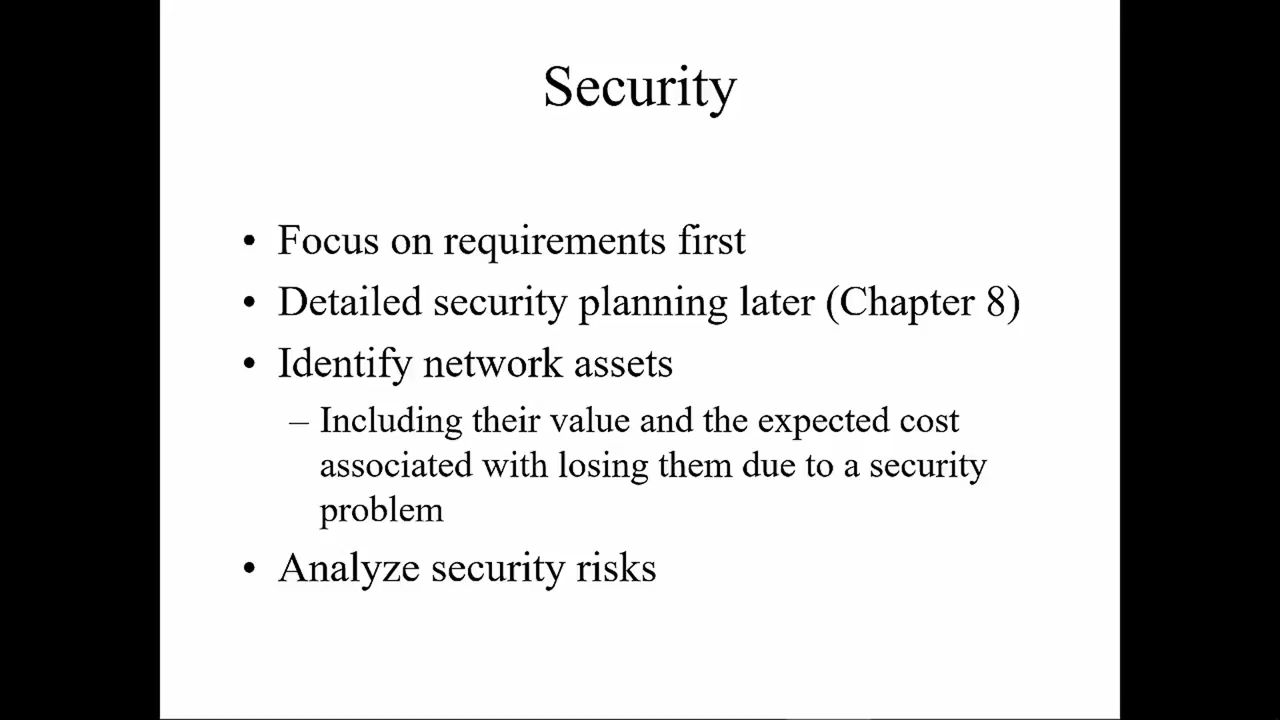 Security
• Focus on requirements first
• Detailed security planning later (Chapter 8)
• Identify network assets
– Including their value and the expected cost
associated with losing them due to a security
problem
• Analyze security risks